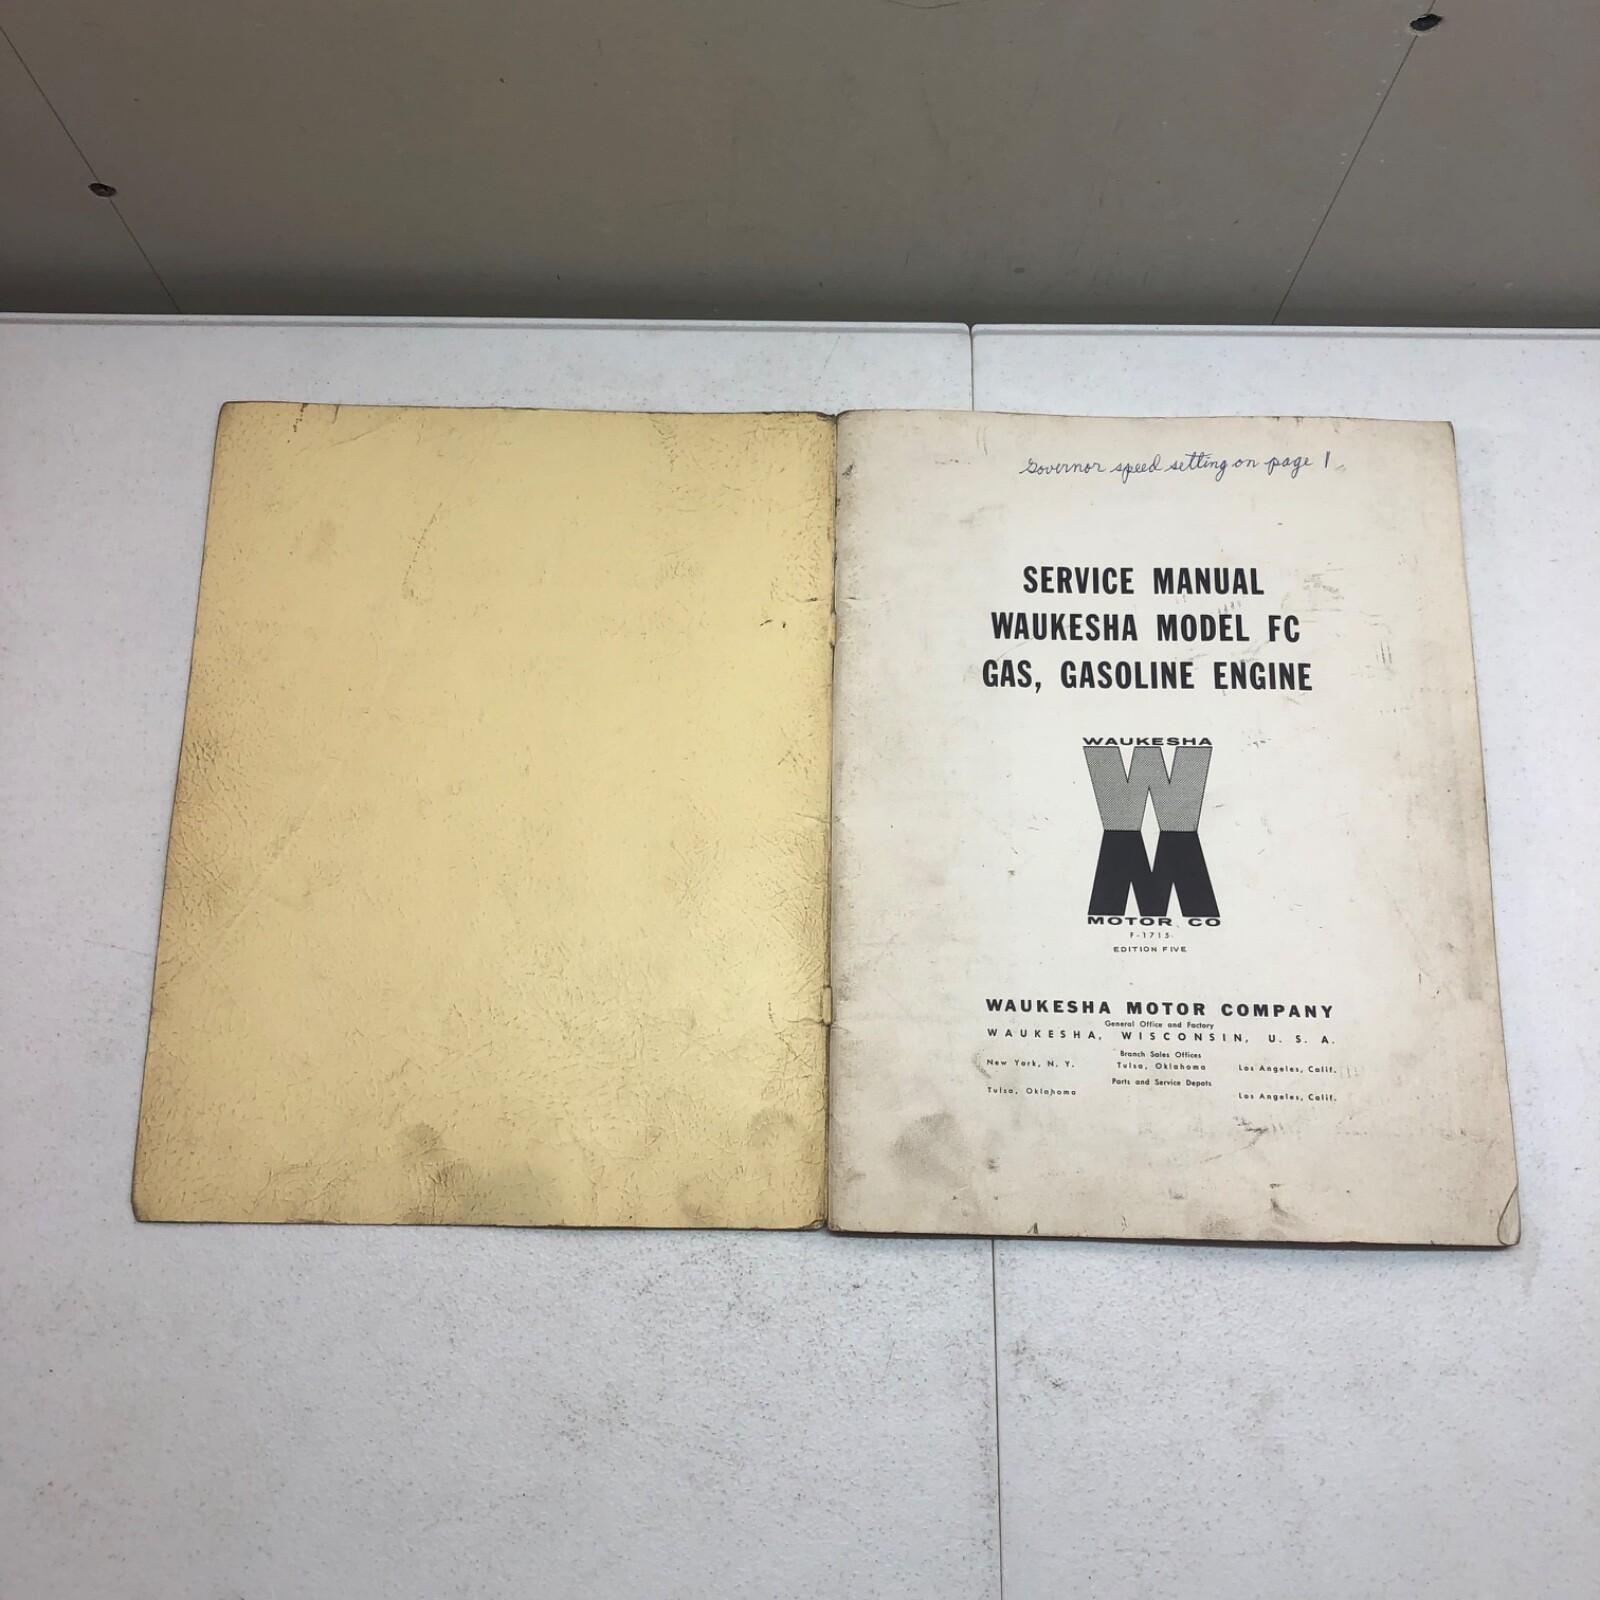 Governor speed setting on page 1
SERVICE MANUAL
WAUKESHA MODEL FC
GAS, GASOLINE ENGINE
WAUKESHA
WM
MOTOR CO
F-1715
EDITION FIVE
WAUKESHA MOTOR COMPANY
General Office and Factory
WAUKESHA, WISCONSIN, U. S. A.
Branch Sales Offices
New York, N. Y. Tulsa, Oklahoma Los Angeles, Calif.
Parts and Service Depots
Tulsa, Oklahoma Los Angeles, Calif.